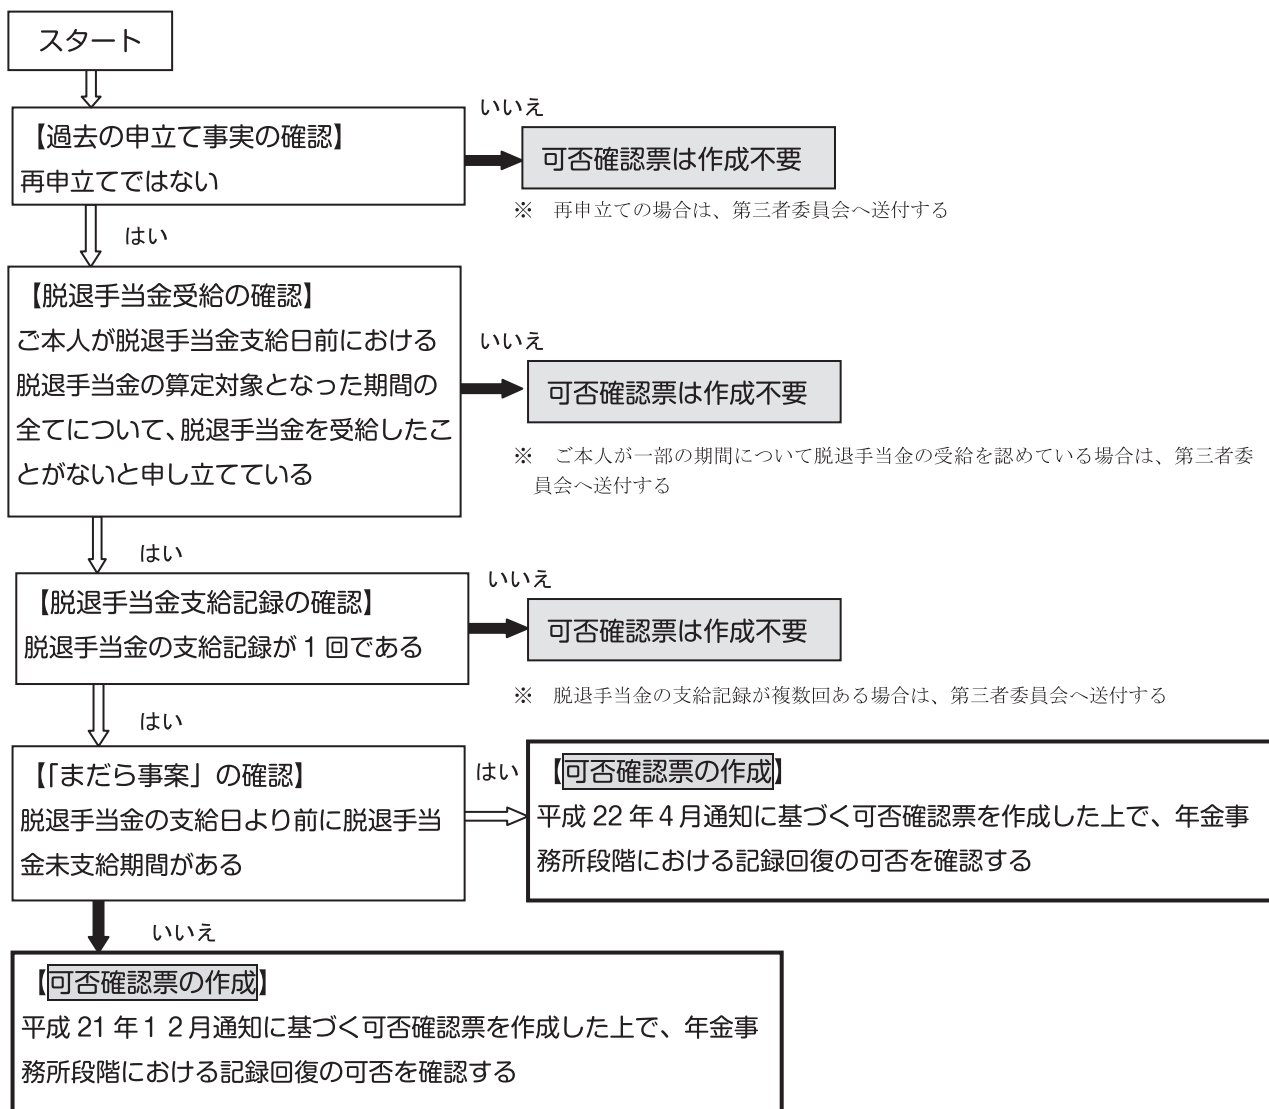 スタート
【過去の申立て事実の確認】
再申立てではない
いいえ
可否確認票は作成不要
※　再申立ての場合は、第三者委員会へ送付する
はい
【脱退手当金受給の確認】
ご本人が脱退手当金支給日前における
脱退手当金の算定対象となった期間の
全てについて、脱退手当金を受給したこ
とがないと申し立てている
いいえ
可否確認票は作成不要
※　ご本人が一部の期間について脱退手当金の受給を認めている場合は、第三者委
員会へ送付する
はい
【脱退手当金支給記録の確認】
脱退手当金の支給記録が1回である
いいえ
可否確認票は作成不要
※　脱退手当金の支給記録が複数回ある場合は、第三者委員会へ送付する
はい
【「まだら事案」の確認】
脱退手当金の支給日より前に脱退手当
金未支給期間がある
はい
【可否確認票の作成】
平成 22 年 4 月通知に基づく可否確認票を作成した上で、年金事
務所段階における記録回復の可否を確認する
いいえ
【可否確認票の作成】
平成 21 年１２月通知に基づく可否確認票を作成した上で、年金事
務所段階における記録回復の可否を確認する